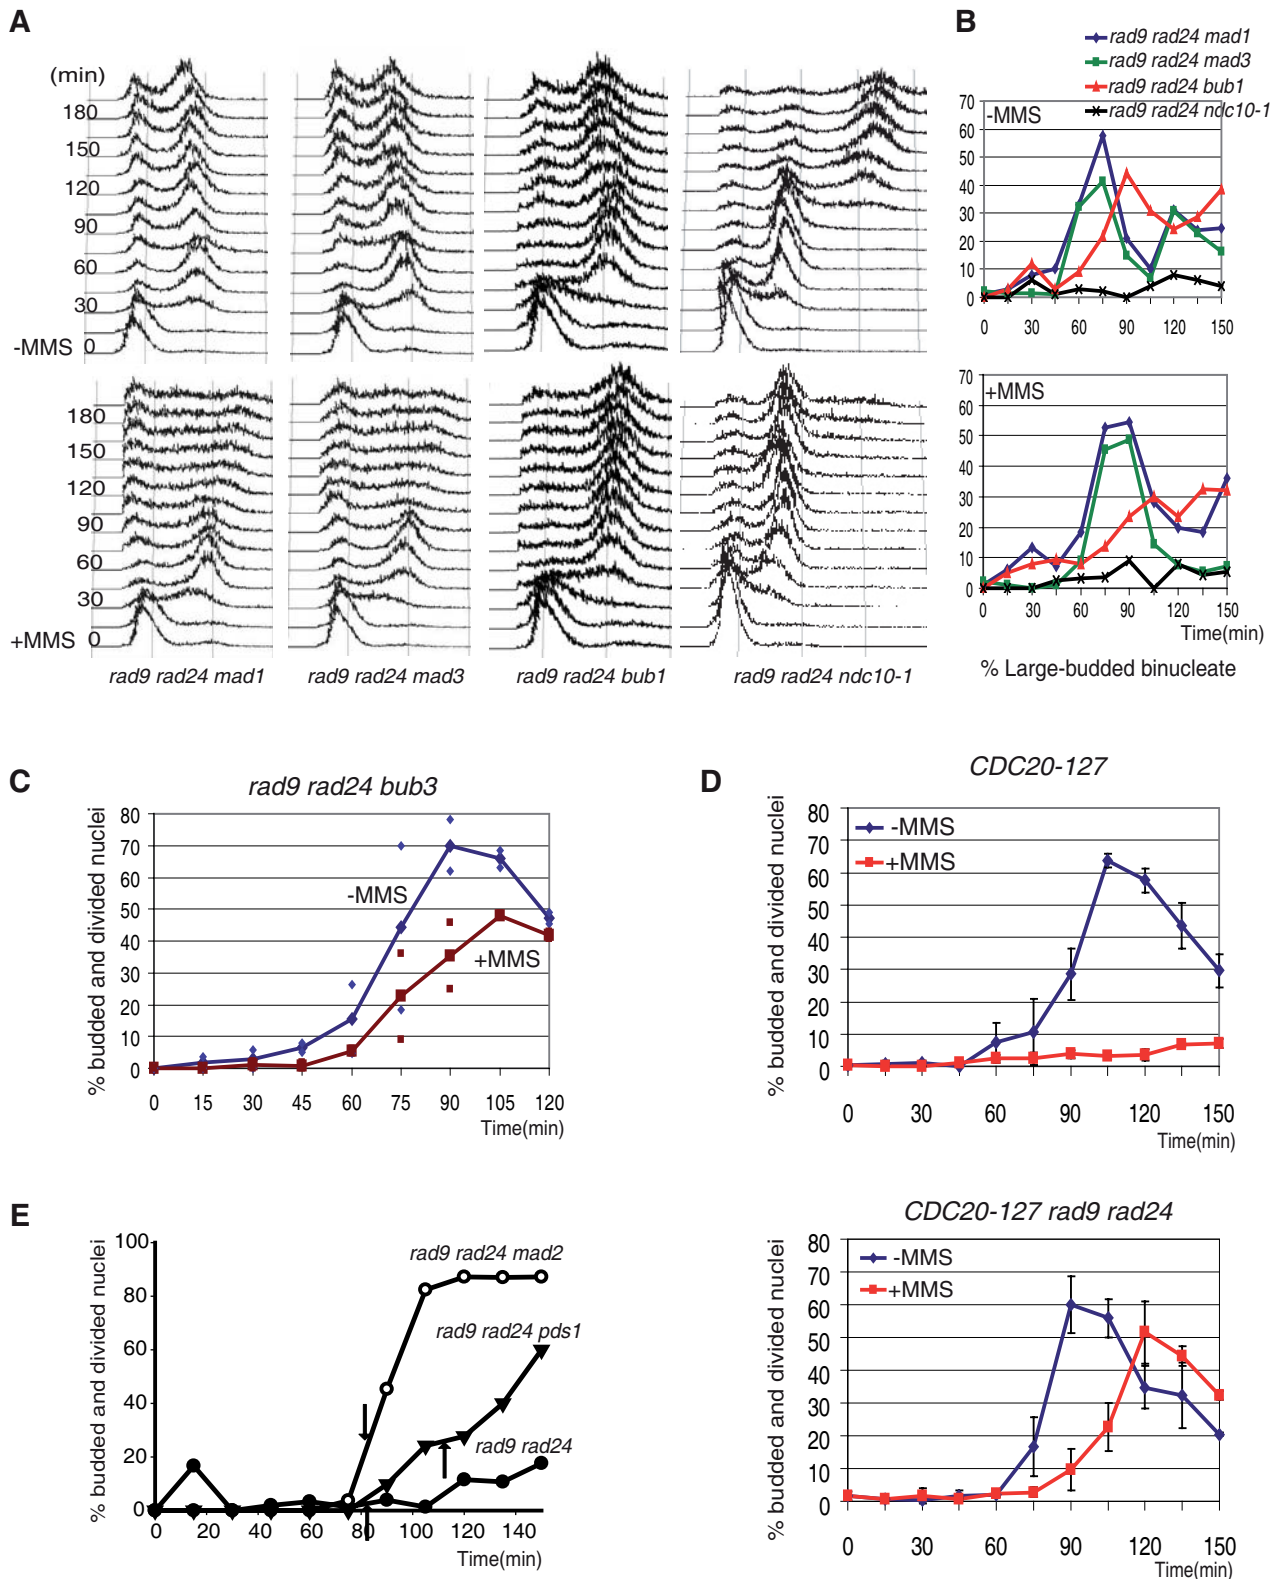 A
(min)
180
150
120
90
60
30
-MMS 0
180
150
120
90
60
30
+MMS 0
rad9 rad24 mad1
rad9 rad24 mad3
rad9 rad24 bub1
rad9 rad24 ndc10-1
B
rad9 rad24 mad1
rad9 rad24 mad3
rad9 rad24 bub1
rad9 rad24 ndc10-1
-MMS
70
60
50
40
30
20
10
0
0 30 60 90 120 150
+MMS
70
60
50
40
30
20
10
0
0 30 60 90 120 150
Time(min)
% Large-budded binucleate
C
rad9 rad24 bub3
% budded and divided nuclei
80
70
60
50
40
30
20
10
0
-MMS
+MMS
0 15 30 45 60 75 90 105 120
Time(min)
D
CDC20-127
% budded and divided nuclei
80
70
60
50
40
30
20
10
0
-MMS
+MMS
0 30 60 90 120 150
Time(min)
E
% budded and divided nuclei
100
80
60
40
20
0
rad9 rad24 mad2
rad9 rad24 pds1
rad9 rad24
0 20 40 60 80 100 120 140
Time(min)
CDC20-127 rad9 rad24
% budded and divided nuclei
80
70
60
50
40
30
20
10
0
-MMS
+MMS
0 30 60 90 120 150
Time(min)